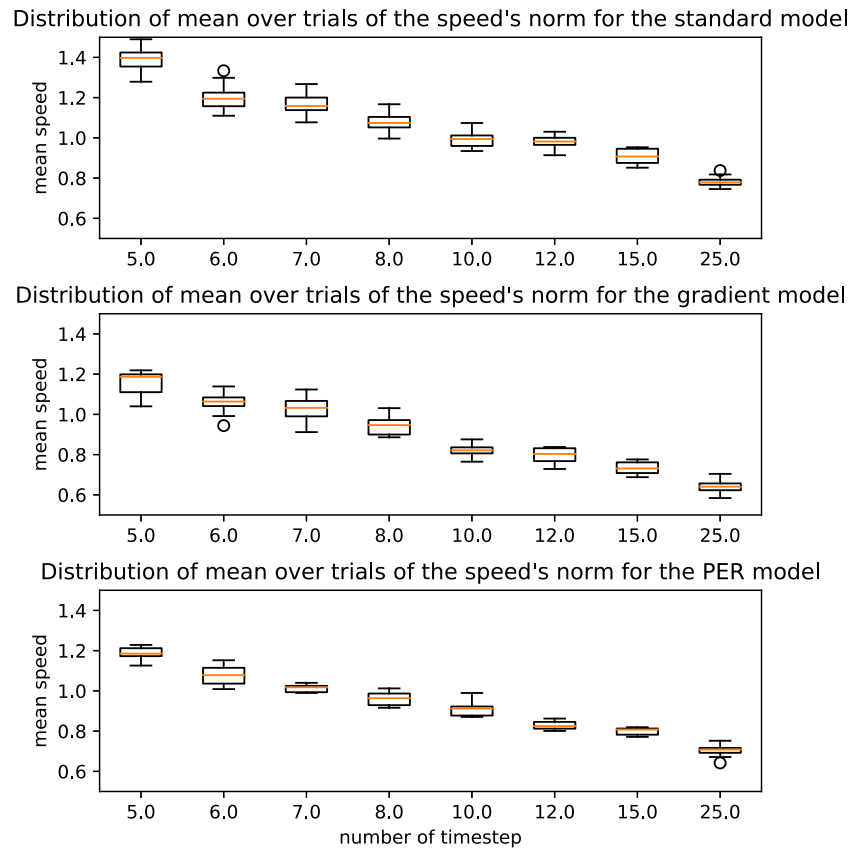 Distribution of mean over trials of the speed's norm for the standard model
1.4
1.2
1.0
0.8
0.6
mean speed
5.0 6.0 7.0 8.0 10.0 12.0 15.0 25.0
Distribution of mean over trials of the speed's norm for the gradient model
1.4
1.2
1.0
0.8
0.6
mean speed
5.0 6.0 7.0 8.0 10.0 12.0 15.0 25.0
Distribution of mean over trials of the speed's norm for the PER model
1.4
1.2
1.0
0.8
0.6
mean speed
5.0 6.0 7.0 8.0 10.0 12.0 15.0 25.0
number of timestep